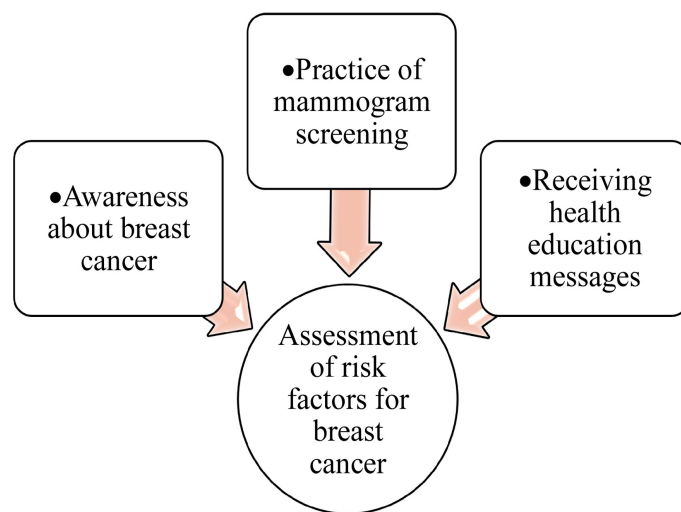 •Practice of
mammogram
screening
•Awareness
about breast
cancer
•Receiving
health
education
messages
Assessment
of risk
factors for
breast
cancer